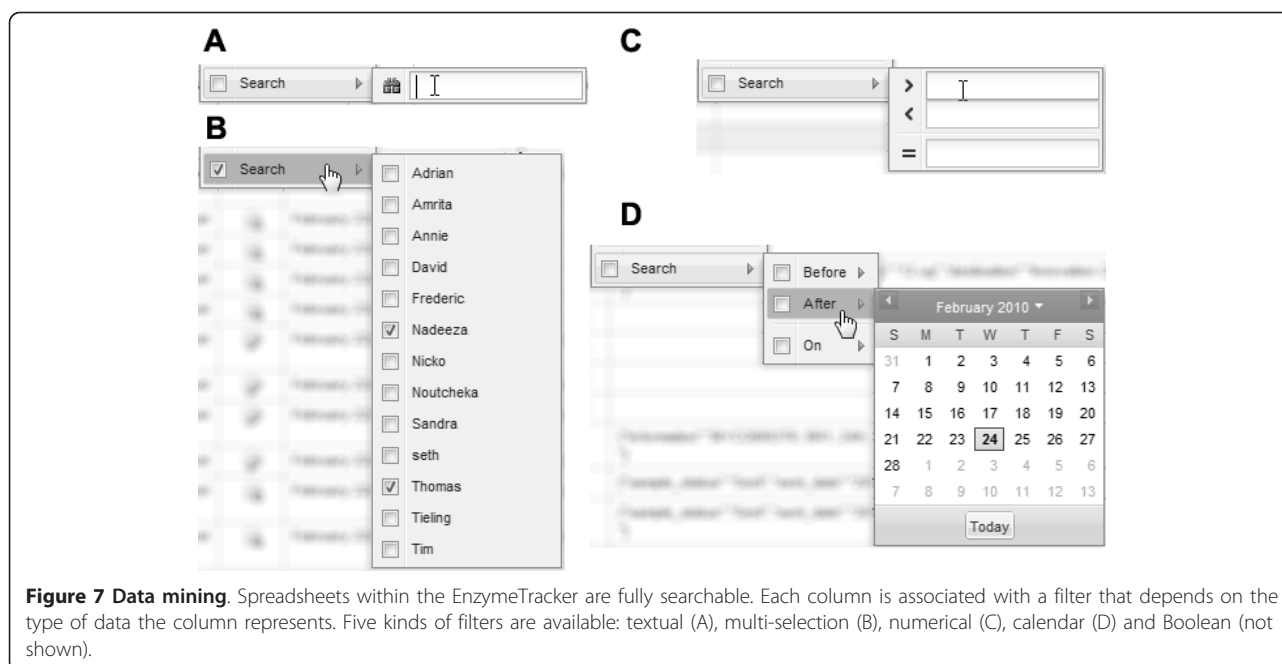 A
Search
B
Search
Adrian
Amrita
Annie
David
Frederic
Nadeeza
Nicko
Noutcheka
Sandra
seth
Thomas
Tieling
Tim
C
Search
>
<
=
D
Search
Before
After
On
February 2010
S M T W T F S
31 1 2 3 4 5 6
7 8 9 10 11 12 13
14 15 16 17 18 19 20
21 22 23 24 25 26 27
28 1 2 3 4 5 6
7 8 9 10 11 12 13
Today
Figure 7 Data mining. Spreadsheets within the EnzymeTracker are fully searchable. Each column is associated with a filter that depends on the
type of data the column represents. Five kinds of filters are available: textual (A), multi-selection (B), numerical (C), calendar (D) and Boolean (not
shown).